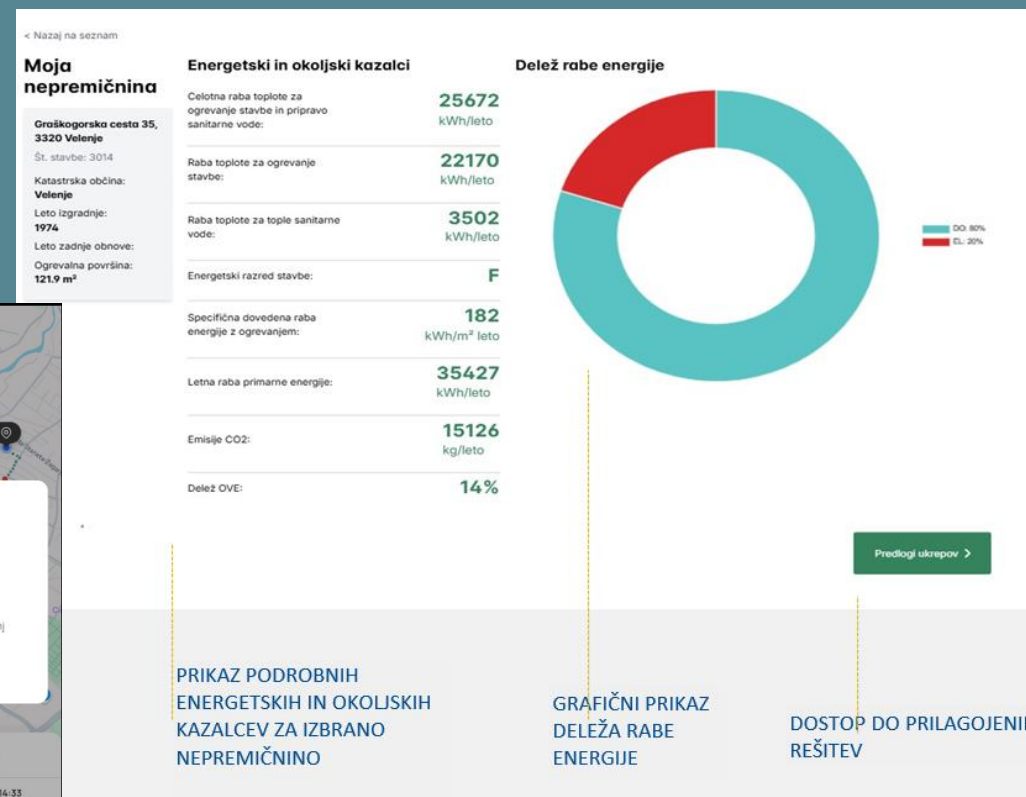 < Nazaj na seznam
Moja
nepremičnina
Graškogorska cesta 35,
3320 Velenje
Št. stavbe: 3014
Katastrska občina:
Velenje
Leto izgradnje:
1974
Leto zadnje obnove:
Ogrevalna površina:
121.9 m²
Energetski in okoljski kazalci
Celotna raba toplote za
ogrevanje stavbe in pripravo
sanitarne vode:
25672
kWh/leto
Raba toplote za ogrevanje
stavbe:
22170
kWh/leto
Raba toplote za tople sanitarne
vode:
3502
kWh/leto
Energetski razred stavbe:
F
Specifična dovedena raba
energije z ogrevanjem:
182
kWh/m² leto
Letna raba primarne energije:
35427
kWh/leto
Emisije CO2:
15126
kg/leto
Delež OVE:
14%
Delež rabe energije
DO: 80%
EL: 20%
Predlogi ukrepov >
14:33
PRIKAZ PODROBNIH
ENERGETSKIH IN OKOLJSKIH
KAZALCEV ZA IZBRANO
NEPREMIČNINO
GRAFIČNI PRIKAZ
DELEŽA RABE
ENERGIJE
DOSTOP DO PRILAGOJENIH
REŠITEV